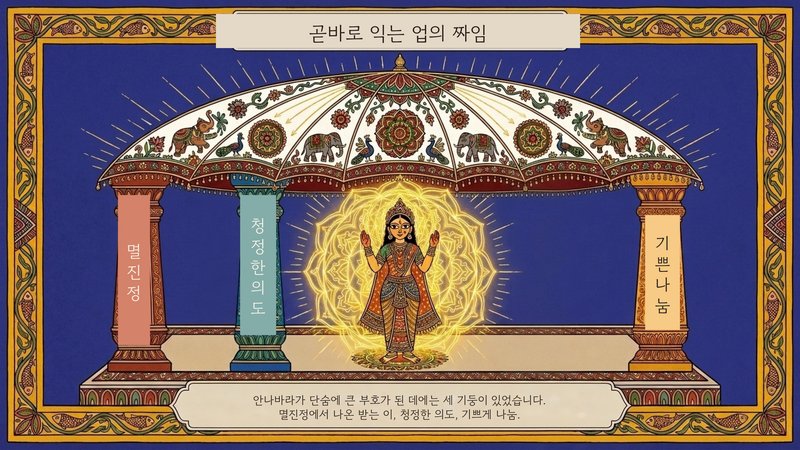 곧바로 익는 업의 짜임
멸진정
청정한의도
기쁜나눔
안나바라가 단숨에 큰 부호가 된 데에는 세 기둥이 있었습니다.
멸진정에서 나온 받는 이, 청정한 의도, 기쁘게 나눔.